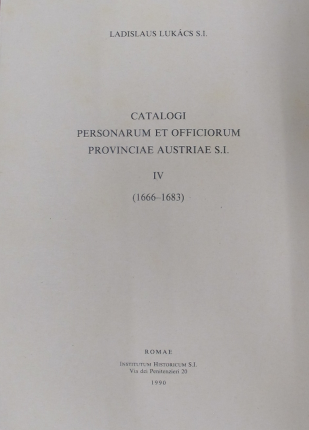 LADISLAUS LUKÁCS S.I.
CATALOGI
PERSONARUM ET OFFICIORUM
PROVINCIAE AUSTRIAE S.I.
IV
(1666–1683)
ROMAE
INSTITUTUM HISTORICUM S.I.
Via dei Penitenzieri 20
1990